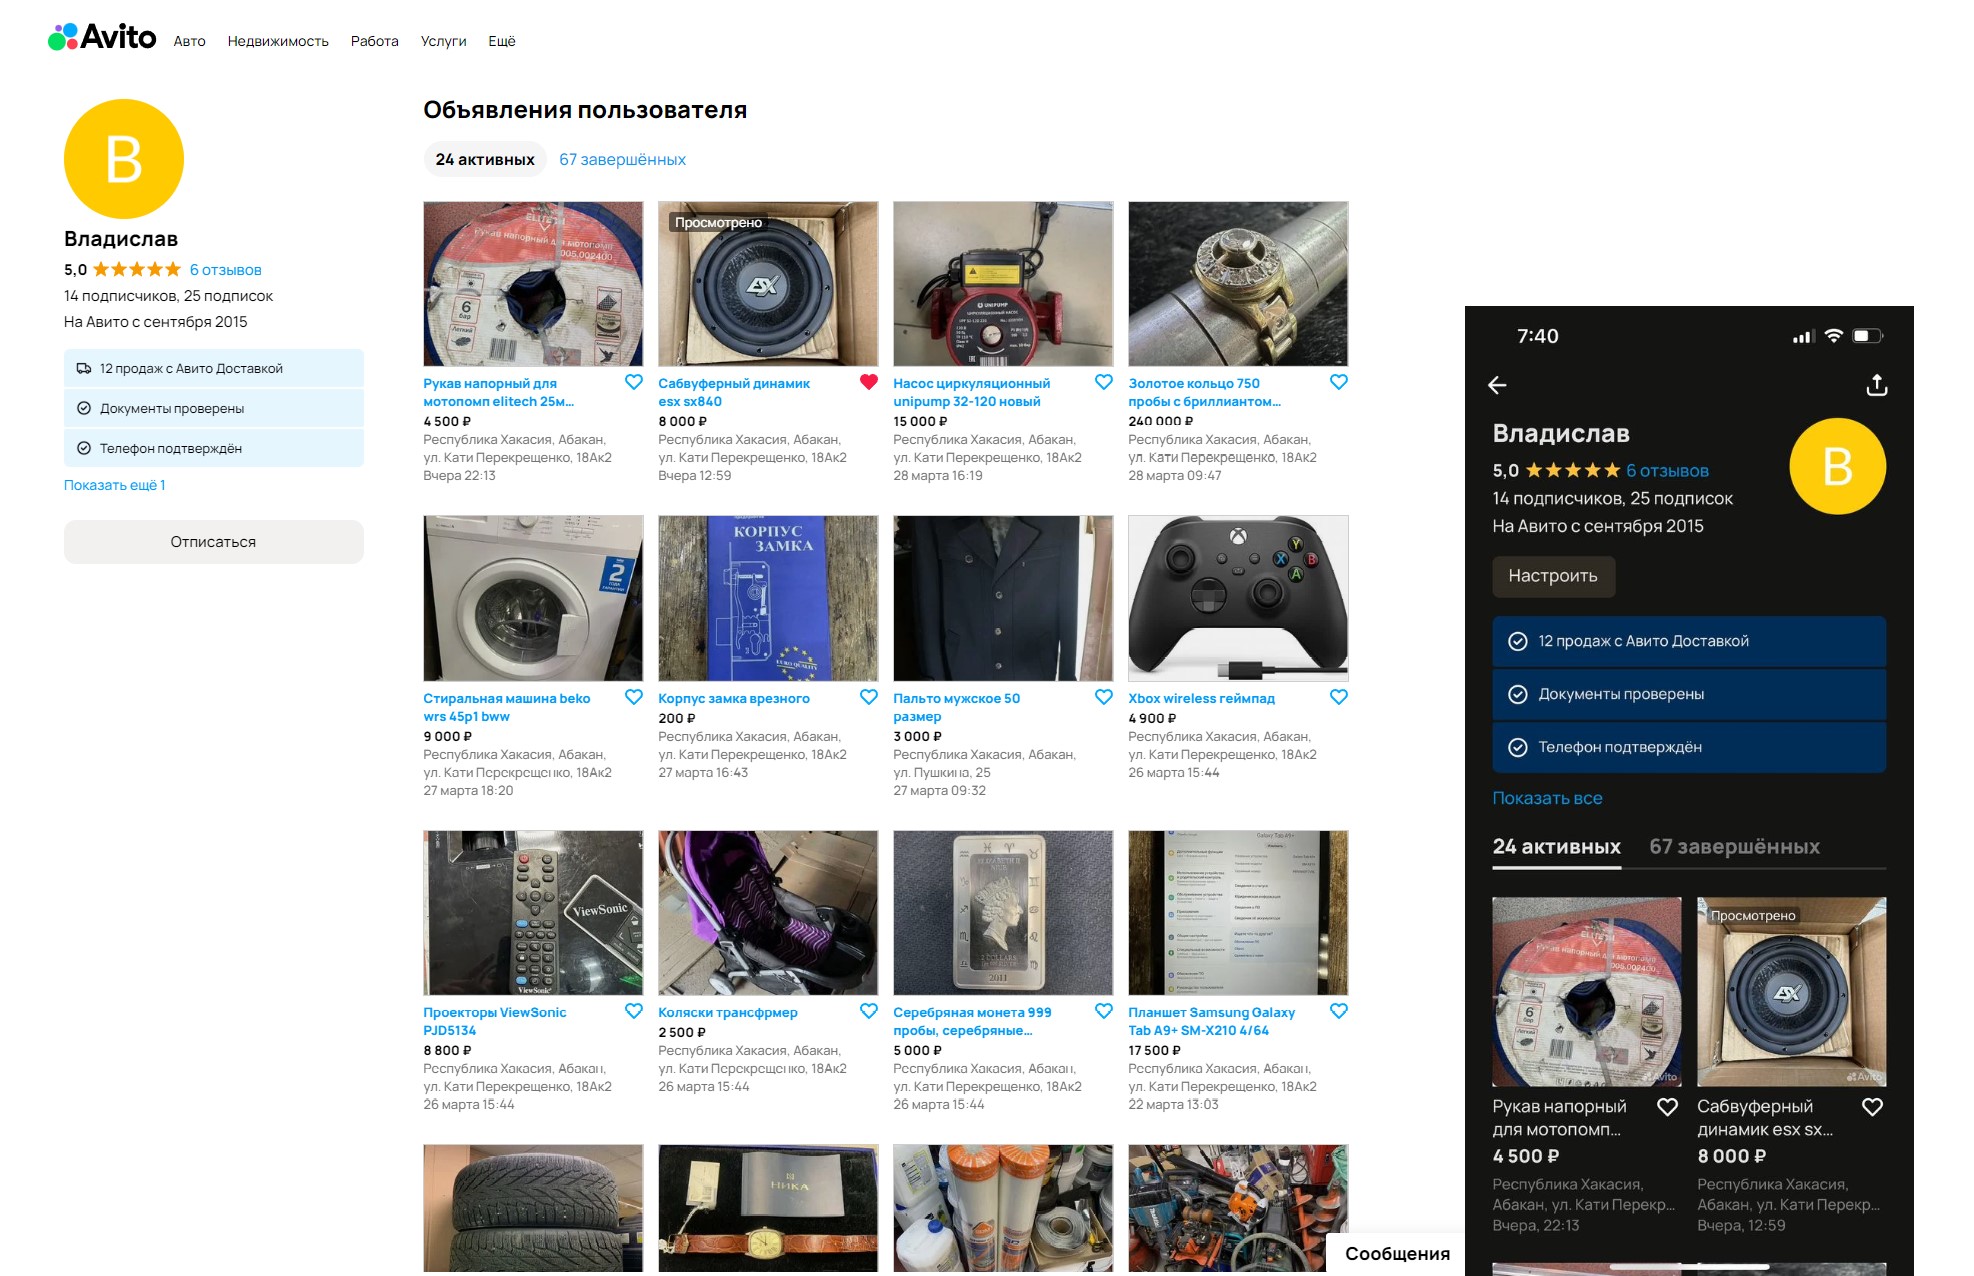 Avito Авто Недвижимость Работа Услуги Ещё
В
Владислав
5,0 6 отзывов
14 подписчиков, 25 подписок
На Авито с сентября 2015
12 продаж с Авито Доставкой
Документы проверены
Телефон подтверждён
Показать ещё 1
Отписаться
Объявления пользователя
24 активных 67 завершённых
Рукав напорный для
мотопомп elitech 25м...
4 500 ₽
Республика Хакасия, Абакан,
ул. Кати Перекрещенко, 18Ак2
Вчера 22:13
Просмотрено
Сабвуферный динамик
esx sx840
8 000 ₽
Республика Хакасия, Абакан,
ул. Кати Перекрещенко, 18Ак2
Вчера 12:59
UNIPUMP
Насос циркуляционный
unipump 32-120 новый
15 000 ₽
Республика Хакасия, Абакан,
ул. Кати Перекрещенко, 18Ак2
28 марта 16:19
Золотое кольцо 750
пробы с бриллиантом...
240 000 ₽
Республика Хакасия, Абакан,
ул. Кати Перекрещенко, 18Ак2
28 марта 09:47
2
Стиральная машина beko
wrs 45p1 bww
9 000 ₽
Республика Хакасия, Абакан,
ул. Кати Перекрещенко, 18Ак2
27 марта 18:20
КОРПУС
ЗАМКА
EURO QUALITY
Корпус замка врезного
200 ₽
Республика Хакасия, Абакан,
ул. Кати Перекрещенко, 18Ак2
27 марта 16:43
Пальто мужское 50
размер
3 000 ₽
Республика Хакасия, Абакан,
ул. Пушкина, 25
27 марта 09:32
Y
X B
A
Xbox wireless геймпад
4 900 ₽
Республика Хакасия, Абакан,
ул. Кати Перекрещенко, 18Ак2
26 марта 15:44
ViewSonic
ViewSonic
Проекторы ViewSonic
PJD5134
8 800 ₽
Республика Хакасия, Абакан,
ул. Кати Перекрещенко, 18Ак2
26 марта 15:44
Коляски трансфрмер
2 500 ₽
Республика Хакасия, Абакан,
ул. Кати Перекрещенко, 18Ак2
26 марта 15:44
ELIZABETH II
NIUE
2 DOLLARS
2011
Серебряная монета 999
пробы, серебряные...
5 000 ₽
Республика Хакасия, Абакан,
ул. Кати Перекрещенко, 18Ак2
26 марта 15:44
Планшет Samsung Galaxy
Tab A9+ SM-X210 4/64
17 500 ₽
Республика Хакасия, Абакан,
ул. Кати Перекрещенко, 18Ак2
22 марта 13:03
НИКА
Сообщения
7:40
Владислав
В
5,0 6 отзывов
14 подписчиков, 25 подписок
На Авито с сентября 2015
Настроить
12 продаж с Авито Доставкой
Документы проверены
Телефон подтверждён
Показать все
24 активных 67 завершённых
Avito
Рукав напорный
для мотопомп...
4 500 ₽
Республика Хакасия,
Абакан, ул. Кати Перекр...
Вчера, 22:13
Просмотрено
Avito
Сабвуферный
динамик esx sx...
8 000 ₽
Республика Хакасия,
Абакан, ул. Кати Перекр...
Вчера, 12:59